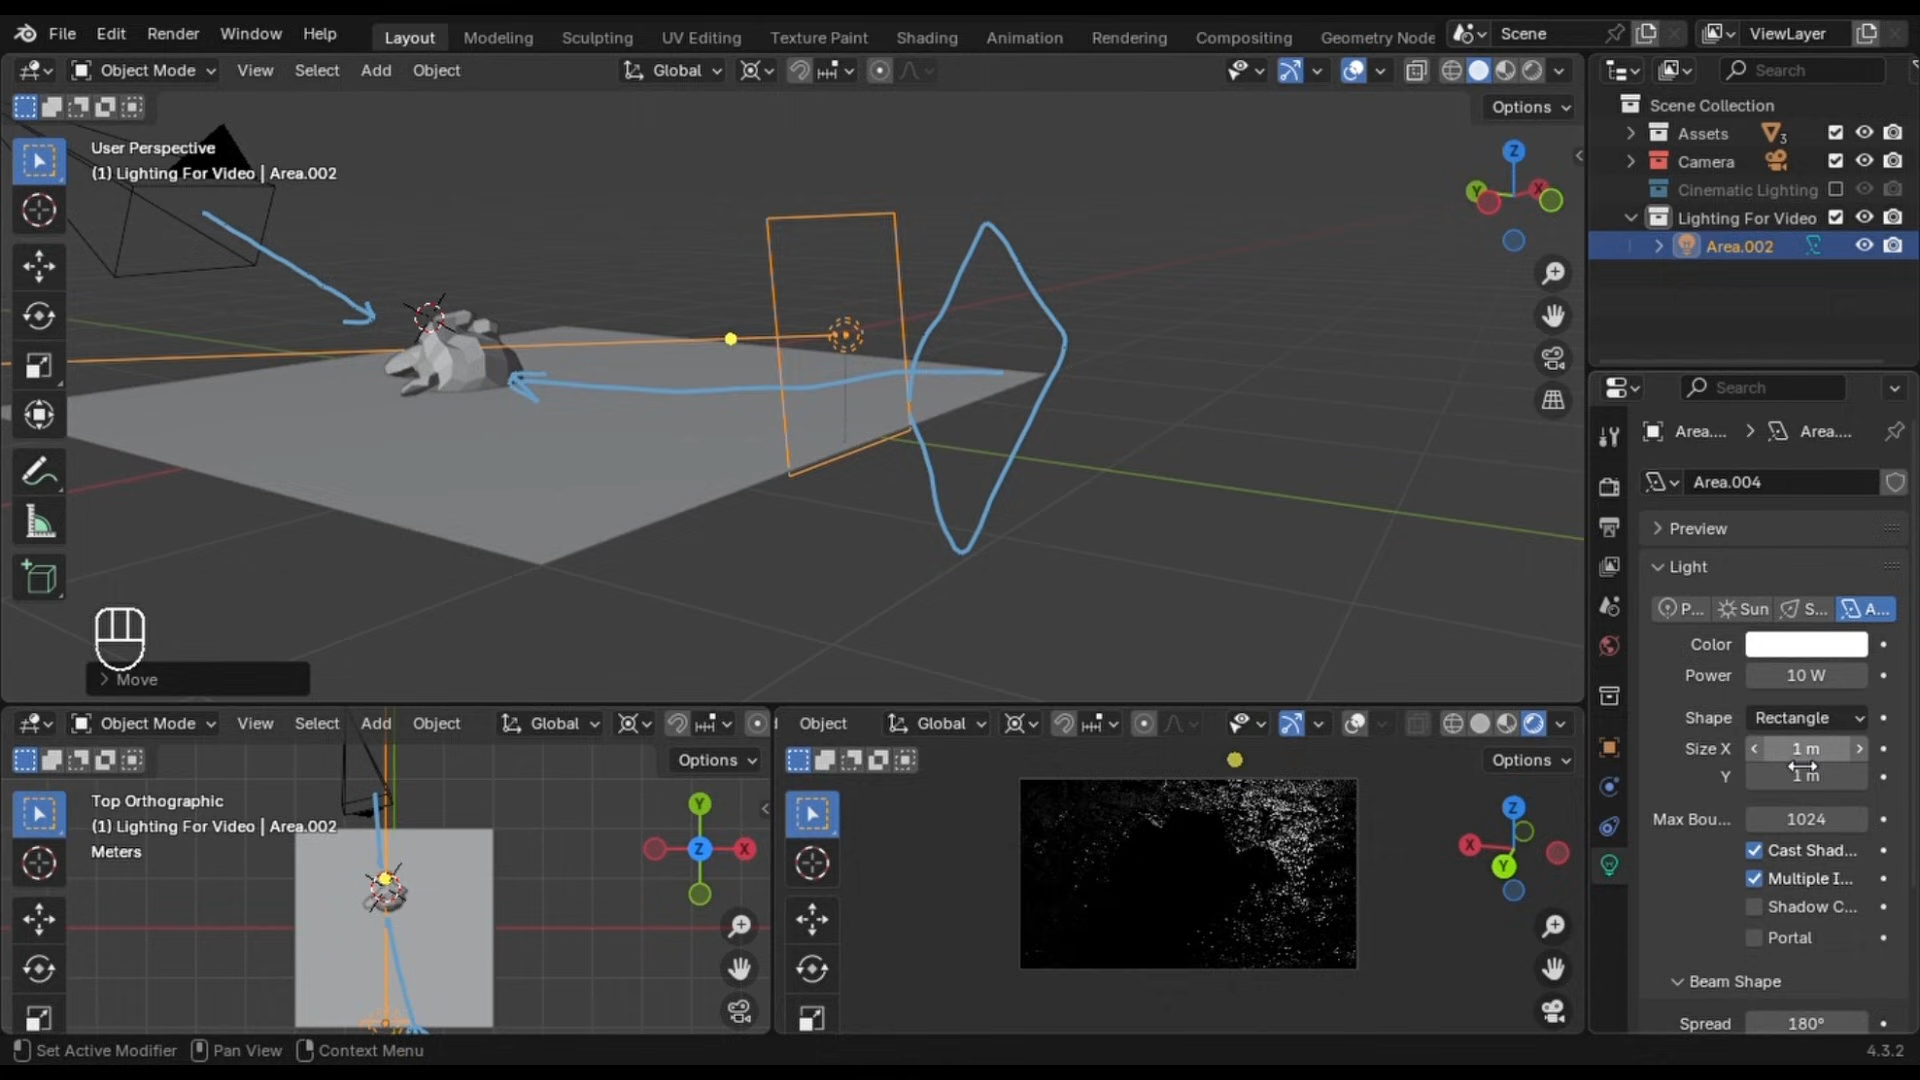 File Edit Render Window Help Layout Modeling Sculpting UV Editing Texture Paint Shading Animation Rendering Compositing Geometry Node Scene ViewLayer
Object Mode View Select Add Object Global Search
Options
User Perspective
(1) Lighting For Video | Area.002
Scene Collection
Assets 3
Camera
Cinematic Lighting
Lighting For Video
Area.002
Z
Y X
Search
Area.... > Area....
Area.004
Preview
Light
P... Sun S... A...
Color
Power 10 W
Shape Rectangle
Size X 1 m
Y 1 m
Max Bou... 1024
Cast Shad...
Multiple I...
Shadow C...
Portal
Beam Shape
Spread 180°
Move
Object Mode View Select Add Object Global
Options
Top Orthographic
(1) Lighting For Video | Area.002
Meters
Y
Z X
Object Global
Options
Z
X
Y
Set Active Modifier Pan View Context Menu 4.3.2